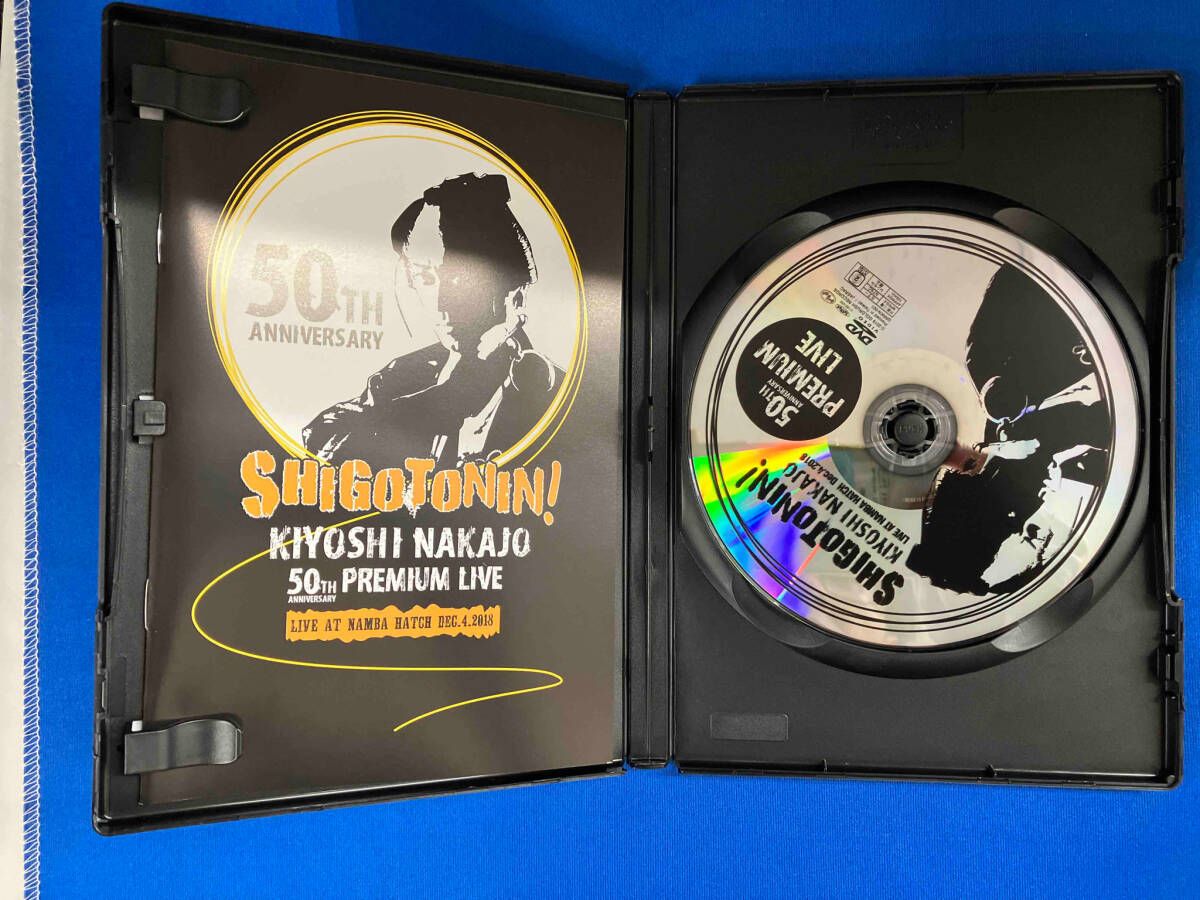 50TH
ANNIVERSARY
SHIGOTONIN!
KIYOSHI NAKAJO
50TH
ANNIVERSARY
PREMIUM LIVE
LIVE AT NAMBA HATCH DEC.4.2018
50TH
ANNIVERSARY
PREMIUM
LIVE
SHIGOTONIN!
KIYOSHI NAKAJO
LIVE AT NAMBA HATCH DEC.4.2018
DVD
VIDEO